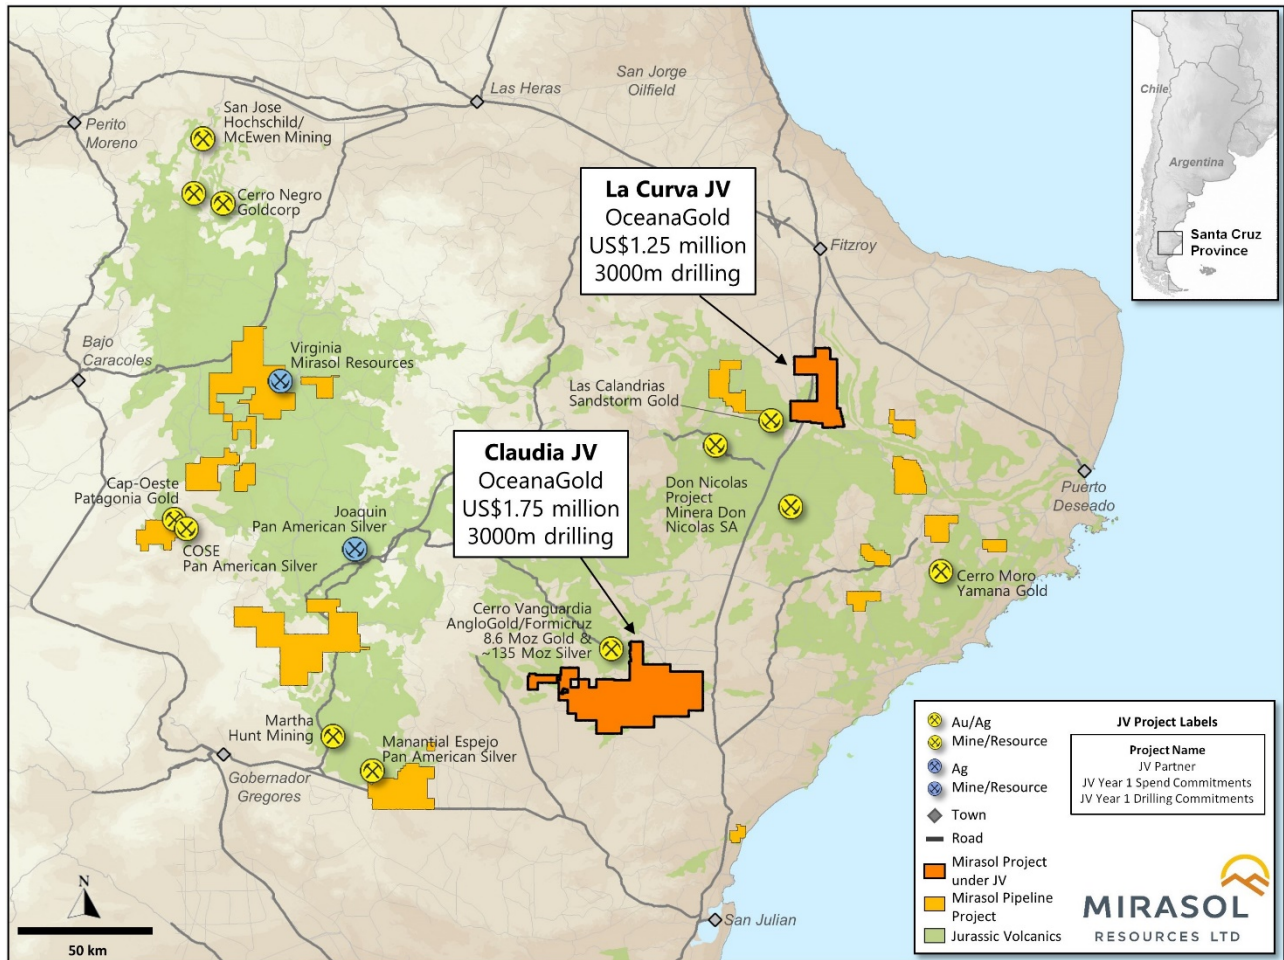 Perito
Moreno
San Jose
Hochschild/
McEwen Mining
Cerro Negro
Goldcorp
Las Heras
San Jorge
Oilfield
La Curva JV
OceanaGold
US$1.25 million
3000m drilling
Fitzroy
Chile
Argentina
Santa Cruz
Province
Bajo
Caracoles
Virginia
Mirasol Resources
Las Calandrias
Sandstorm Gold
Claudia JV
OceanaGold
US$1.75 million
3000m drilling
Cap-Oeste
Patagonia Gold
COSE
Pan American Silver
Joaquin
Pan American Silver
Don Nicolas
Project
Minera Don
Nicolas SA
Puerto
Deseado
Cerro Moro
Yamana Gold
Cerro Vanguardia
AngloGold/Formicruz
8.6 Moz Gold &
~135 Moz Silver
Martha
Hunt Mining
Manantial Espejo
Pan American Silver
Gobernador
Gregores
San Julian
N
50 km
Au/Ag
Mine/Resource
Ag
Mine/Resource
Town
Road
Mirasol Project
under JV
Mirasol Pipeline
Project
Jurassic Volcanics
JV Project Labels
Project Name
JV Partner
JV Year 1 Spend Commitments
JV Year 1 Drilling Commitments
MIRASOL
RESOURCES LTD